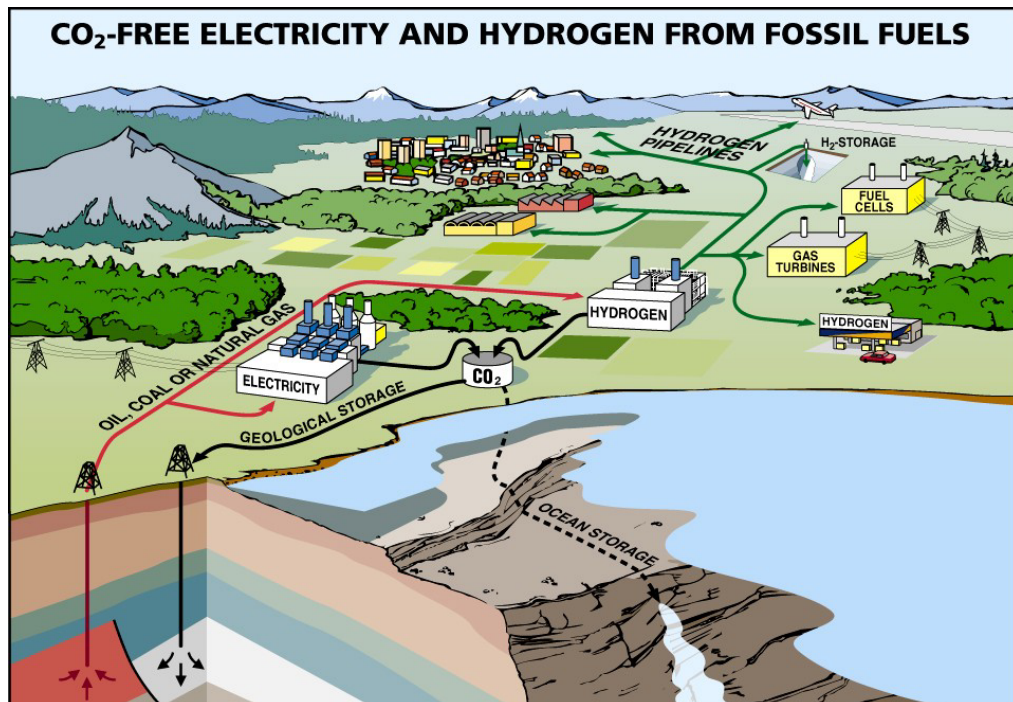 CO₂-FREE ELECTRICITY AND HYDROGEN FROM FOSSIL FUELS
HYDROGEN
PIPELINES
H₂-STORAGE
FUEL
CELLS
GAS
TURBINES
HYDROGEN
HYDROGEN
OIL, COAL OR NATURAL GAS
ELECTRICITY
CO₂
GEOLOGICAL STORAGE
OCEAN STORAGE